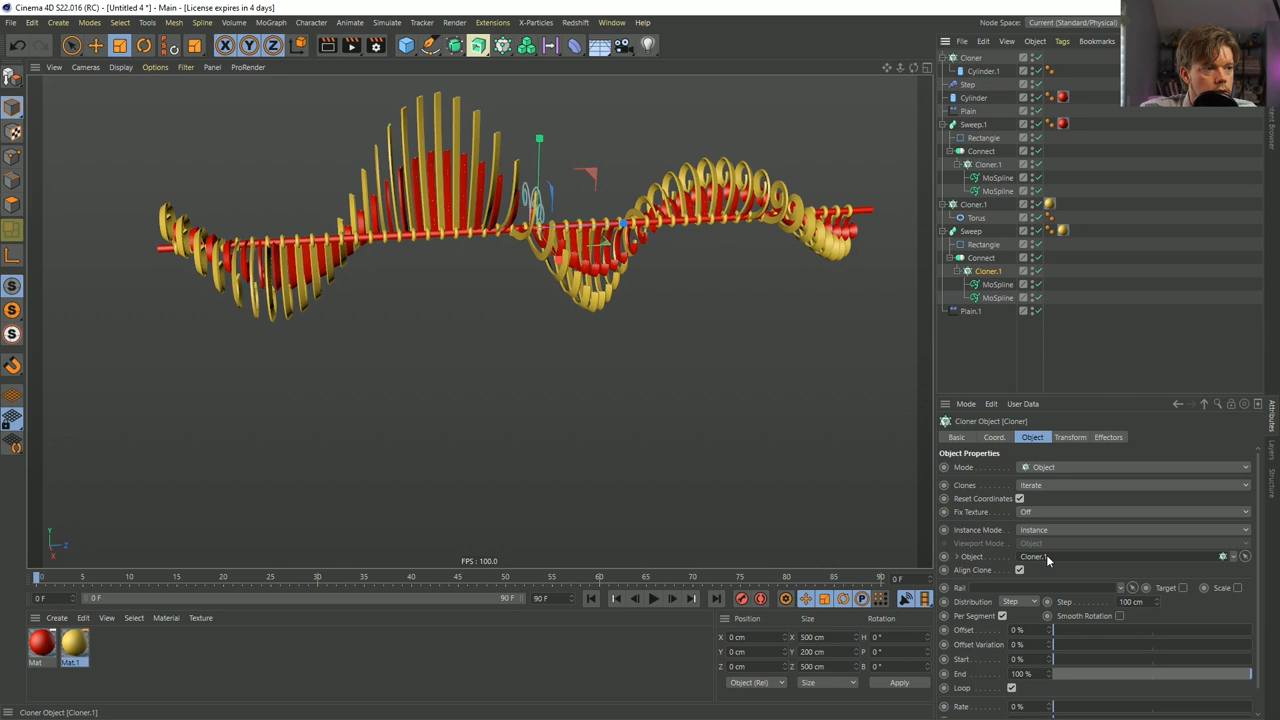 Cinema 4D S22.016 (RC) - [Untitled 4 *] - Main - [License expires in 4 days]
File Edit Create Modes Select Tools Mesh Spline Volume MoGraph Character Animate Simulate Tracker Render Extensions X-Particles Redshift Window Help
Node Space: Current (Standard/Physical)
File Edit View Object Tags Bookmarks
View Cameras Display Options Filter Panel ProRender
Cloner
Cylinder.1
Step
Cylinder
Plain
Sweep.1
Rectangle
Connect
Cloner.1
MoSpline
MoSpline
Cloner.1
Torus
Sweep
Rectangle
Connect
Cloner.1
MoSpline
MoSpline
Plain.1
Attributes
Layers
Structure
Mode Edit User Data
Cloner Object [Cloner]
Basic Coord. Object Transform Effectors
Object Properties
Mode Object
Clones Iterate
Reset Coordinates
Fix Texture Off
Instance Mode Instance
Viewport Mode Object
Object Cloner.1
Align Clone
Rail Target Scale
Distribution Step Step 100 cm
Per Segment Smooth Rotation
Offset 0 %
Offset Variation 0 %
Start 0 %
End 100 %
Loop
Rate 0 %
Y
Z
X
FPS : 100.0
0 5 10 15 20 25 30 35 40 45 50 55 60 65 70 75 80 85 90 0 F
0 F 0 F 90 F 90 F
Create Edit View Select Material Texture
Mat Mat.1
Position Size Rotation
X 0 cm X 500 cm H 0 °
Y 0 cm Y 200 cm P 0 °
Z 0 cm Z 500 cm B 0 °
Object (Rel) Size Apply
Cloner Object [Cloner.1]